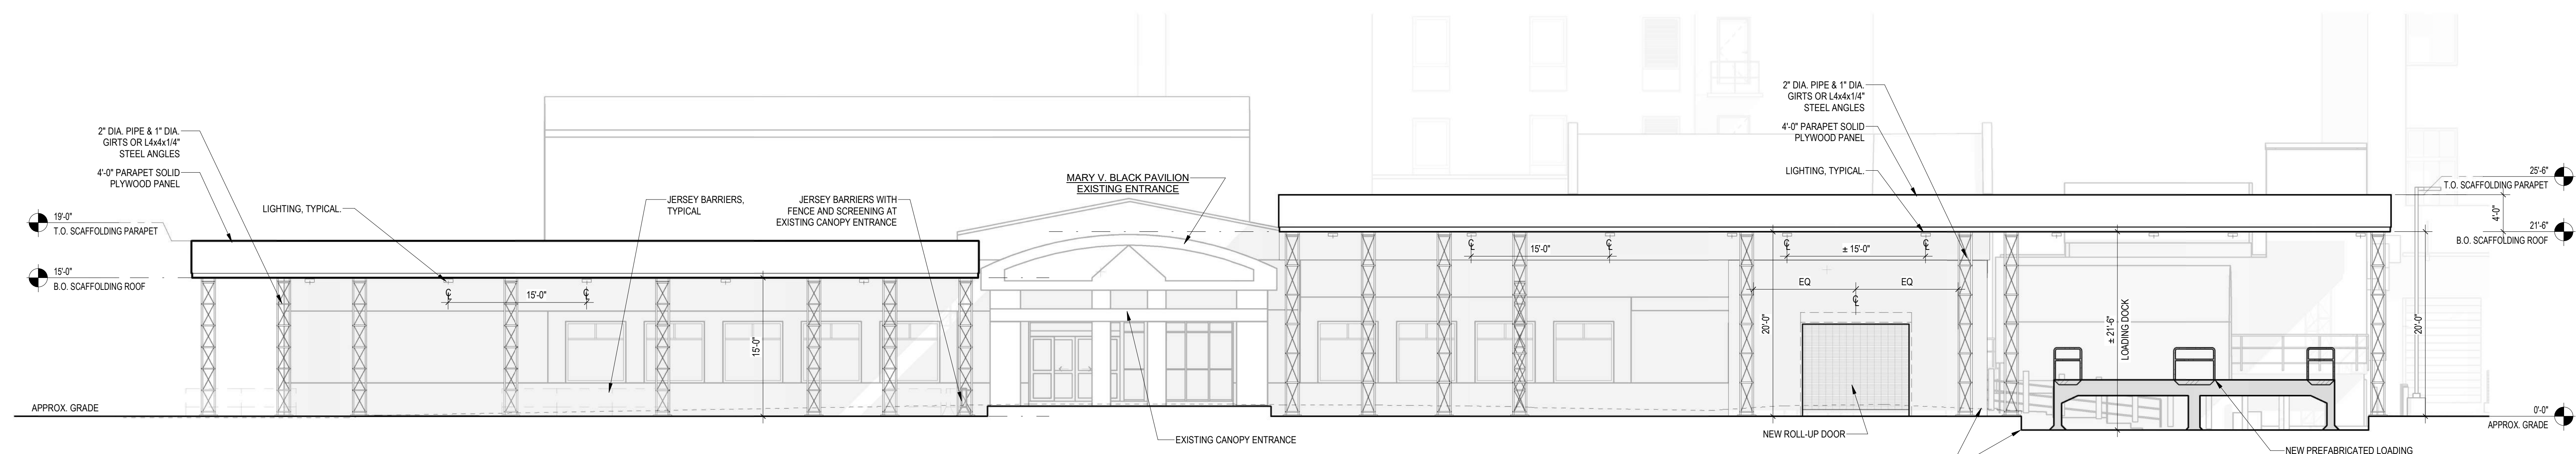 2" DIA. PIPE & 1" DIA.
GIRTS OR L4x4x1/4"
STEEL ANGLES
4'-0" PARAPET SOLID
PLYWOOD PANEL
LIGHTING, TYPICAL.
19'-0"
T.O. SCAFFOLDING PARAPET
15'-0"
B.O. SCAFFOLDING ROOF
APPROX. GRADE
℄
15'-0"
℄
JERSEY BARRIERS,
TYPICAL
15'-0"
JERSEY BARRIERS WITH
FENCE AND SCREENING AT
EXISTING CANOPY ENTRANCE
MARY V. BLACK PAVILION
EXISTING ENTRANCE
EXISTING CANOPY ENTRANCE
2" DIA. PIPE & 1" DIA.
GIRTS OR L4x4x1/4"
STEEL ANGLES
4'-0" PARAPET SOLID
PLYWOOD PANEL
LIGHTING, TYPICAL.
℄
15'-0"
℄
℄
± 15'-0"
℄
EQ
EQ
℄
20'-0"
NEW ROLL-UP DOOR
± 21'-6"
LOADING DOCK
NEW PREFABRICATED LOADING
20'-0"
4'-0"
25'-6"
T.O. SCAFFOLDING PARAPET
21'-6"
B.O. SCAFFOLDING ROOF
0'-0"
APPROX. GRADE